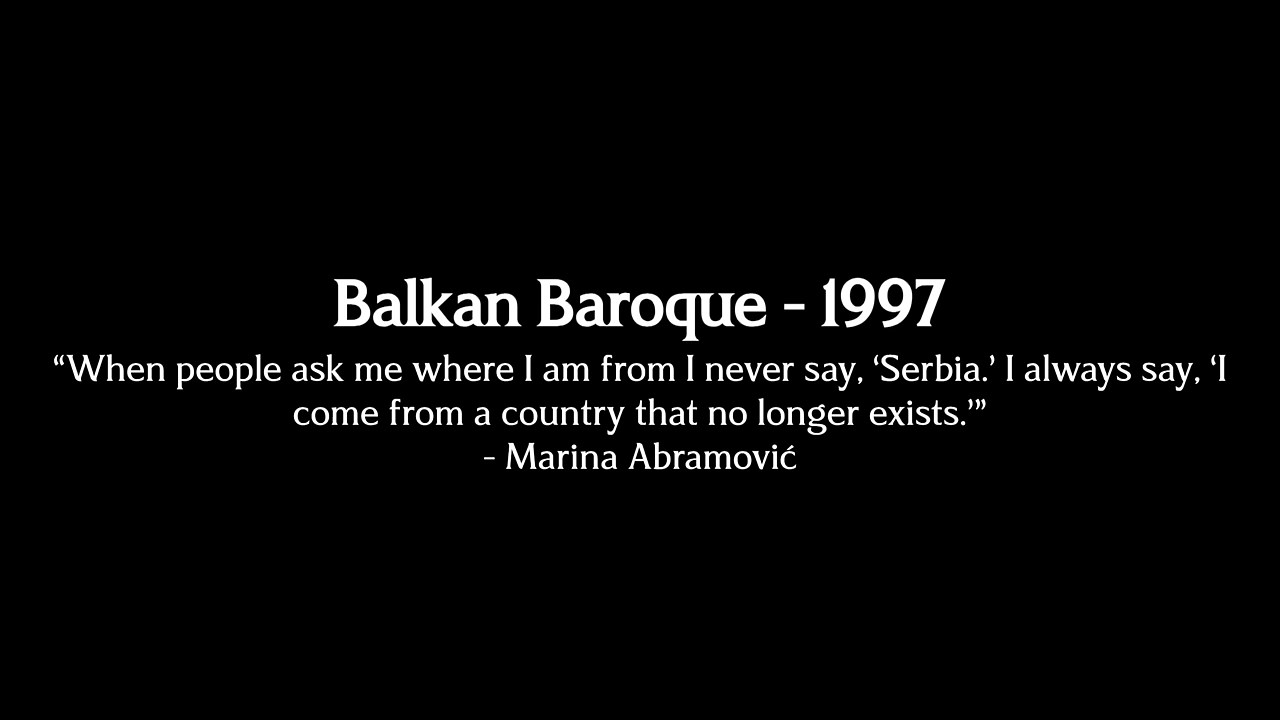 Balkan Baroque - 1997
“When people ask me where I am from I never say, ‘Serbia.’ I always say, ‘I
come from a country that no longer exists.’”
- Marina Abramović